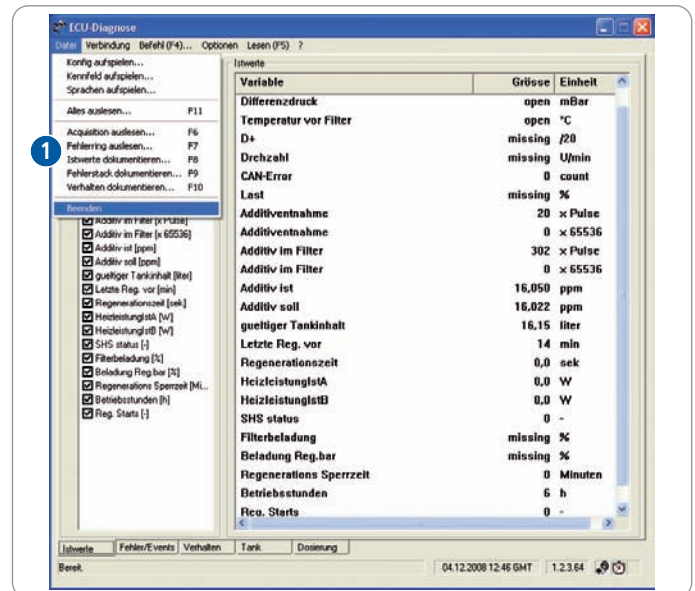 ECU-Diagnose
Datei Verbindung Befehl (F4)... Optionen Lesen (F5) ?
Konfig aufspielen...
Kennfeld aufspielen...
Sprachen aufspielen...
Alles auslesen... F11
1
Acquisition auslesen... F6
Fehlerring auslesen... F7
Istwerte dokumentieren... F8
Fehlerstack dokumentieren... F9
Verhalten dokumentieren... F10
Beenden
Additiv im Filter [x Pulse]
Additiv im Filter [x 65536]
Additiv ist [ppm]
Additiv soll [ppm]
gueltiger Tankinhalt [liter]
Letzte Reg. vor [min]
Regenerationszeit [sek]
HeizleistungIstA [W]
HeizleistungIstB [W]
SHS status [-]
Filterbeladung [%]
Beladung Reg.bar [%]
Regenerations Sperrzeit [Mi...
Betriebsstunden [h]
Reg. Starts [-]
Istwerte
Variable Grösse Einheit
Differenzdruck open mBar
Temperatur vor Filter open °C
D+ missing /20
Drehzahl missing U/min
CAN-Error 0 count
Last missing %
Additiventnahme 20 x Pulse
Additiventnahme 0 x 65536
Additiv im Filter 302 x Pulse
Additiv im Filter 0 x 65536
Additiv ist 16,050 ppm
Additiv soll 16,022 ppm
gueltiger Tankinhalt 16,15 liter
Letzte Reg. vor 14 min
Regenerationszeit 0,0 sek
HeizleistungIstA 0,0 W
HeizleistungIstB 0,0 W
SHS status 0 -
Filterbeladung missing %
Beladung Reg.bar missing %
Regenerations Sperrzeit 0 Minuten
Betriebsstunden 6 h
Reg. Starts 0 -
Istwerte Fehler/Events Verhalten Tank Dosierung
Bereit. 04.12.2008 12:46 GMT 1.2.3.64